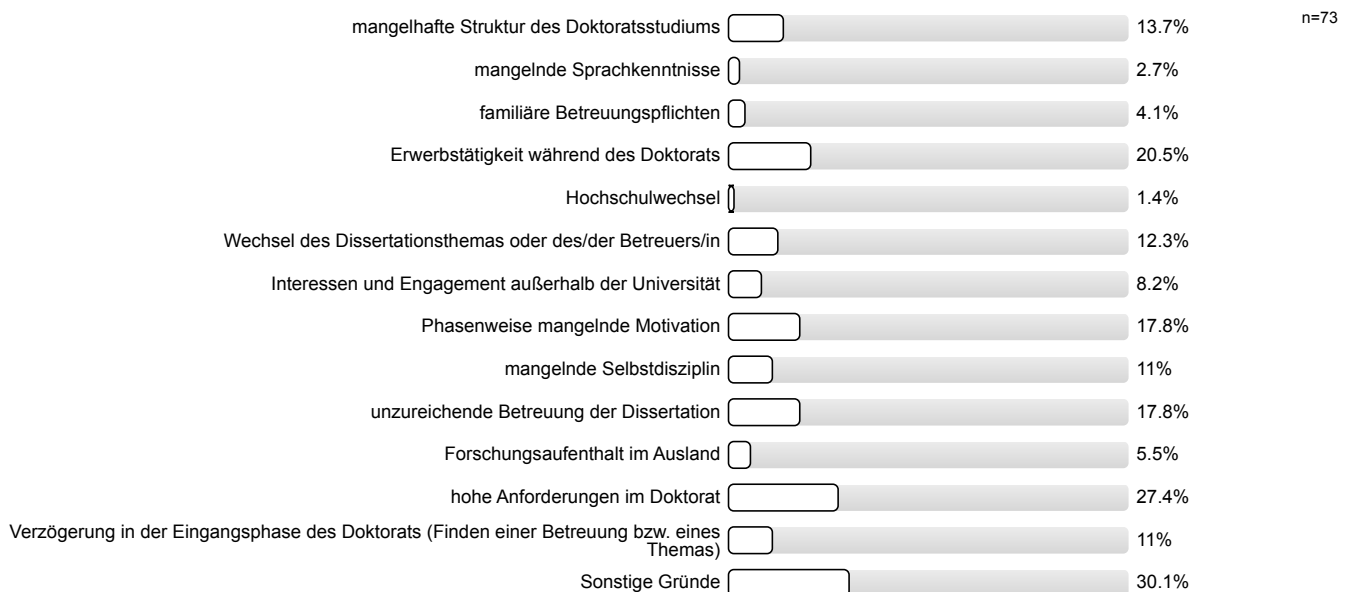 n=73
mangelhafte Struktur des Doktoratsstudiums 13.7%
mangelnde Sprachkenntnisse 2.7%
familiäre Betreuungspflichten 4.1%
Erwerbstätigkeit während des Doktorats 20.5%
Hochschulwechsel 1.4%
Wechsel des Dissertationsthemas oder des/der Betreuers/in 12.3%
Interessen und Engagement außerhalb der Universität 8.2%
Phasenweise mangelnde Motivation 17.8%
mangelnde Selbstdisziplin 11%
unzureichende Betreuung der Dissertation 17.8%
Forschungsaufenthalt im Ausland 5.5%
hohe Anforderungen im Doktorat 27.4%
Verzögerung in der Eingangsphase des Doktorats (Finden einer Betreuung bzw. eines
Themas) 11%
Sonstige Gründe 30.1%